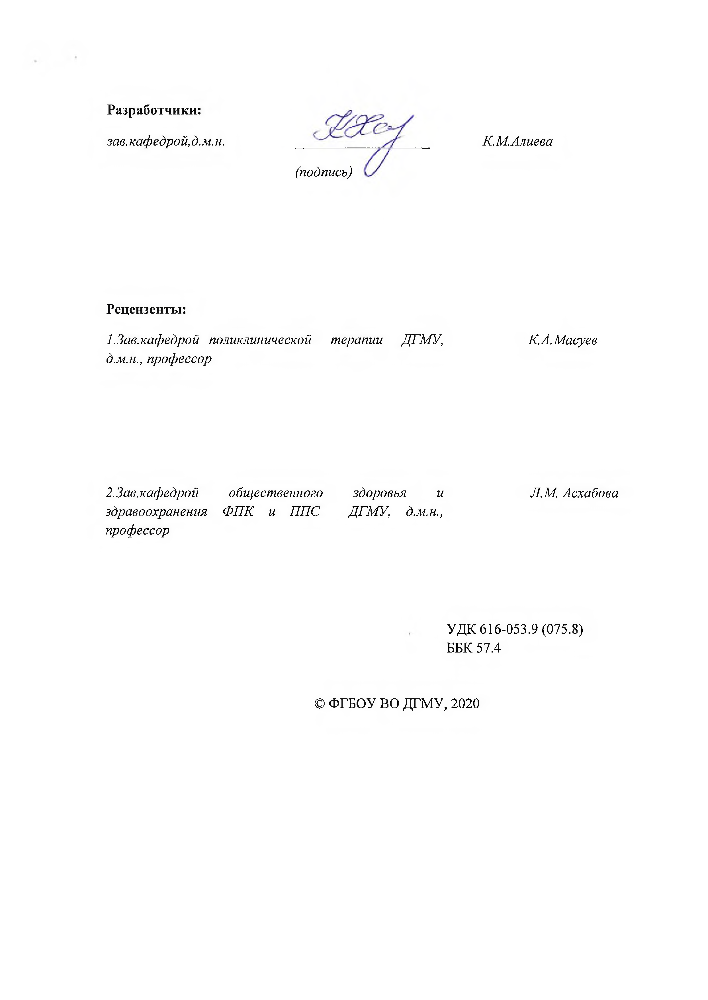 Разработчики:
зав.кафедрой,д.м.н. К.М.Алиева
(подпись)
Рецензенты:
1.Зав.кафедрой поликлинической терапии ДГМУ, К.А.Масуев
д.м.н., профессор
2.Зав.кафедрой общественного здоровья и Л.М. Асхабова
здравоохранения ФПК и ППС ДГМУ, д.м.н.,
профессор
УДК 616-053.9 (075.8)
ББК 57.4
© ФГБОУ ВО ДГМУ, 2020